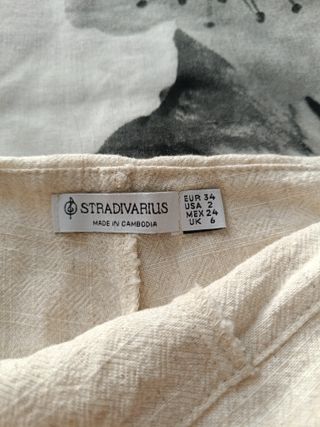 STRADIVARIUS
MADE IN CAMBODIA
EUR 34
USA 2
MEX 24
UK 6